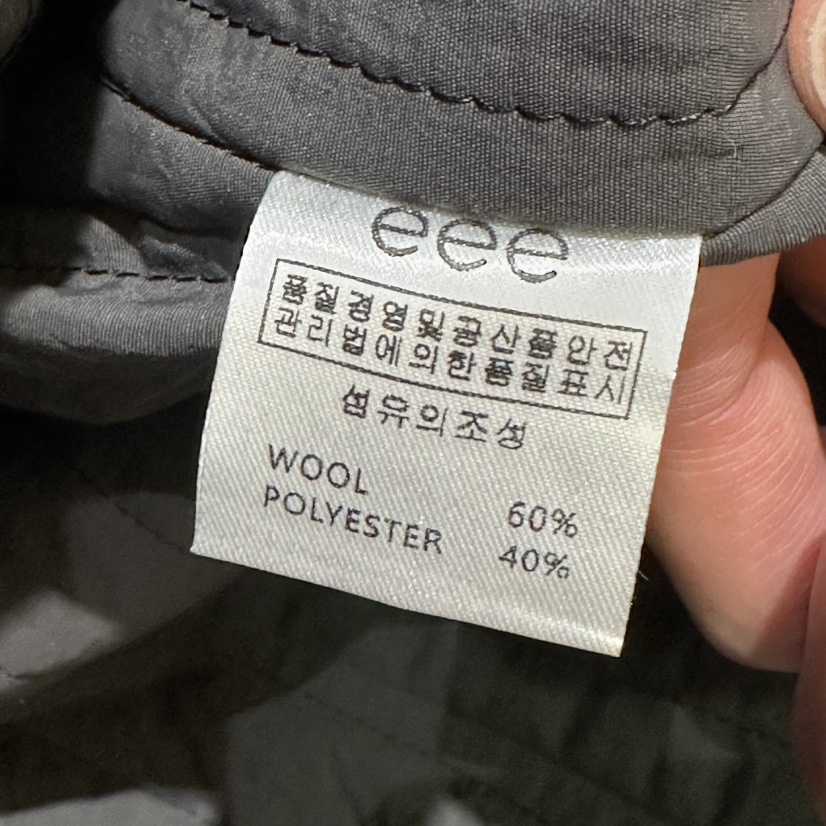 eee
품질경영및공산품안전
관리법에의한품질표시
섬유의조성
WOOL 60%
POLYESTER 40%